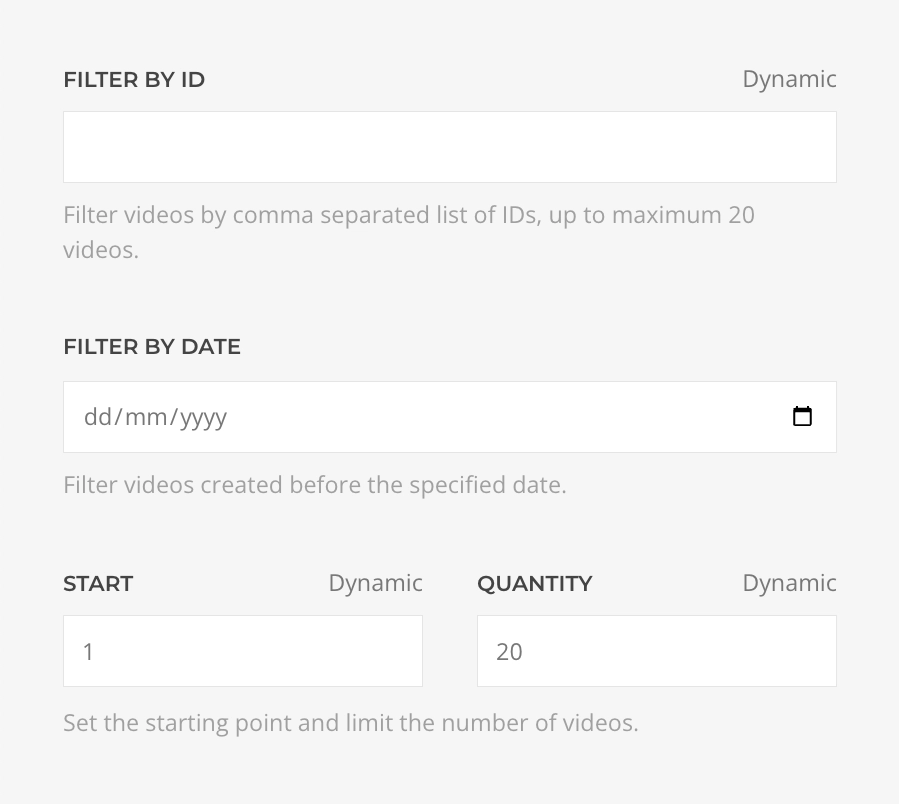 FILTER BY ID Dynamic
Filter videos by comma separated list of IDs, up to maximum 20
videos.
FILTER BY DATE
dd/mm/yyyy
Filter videos created before the specified date.
START Dynamic QUANTITY Dynamic
1 20
Set the starting point and limit the number of videos.